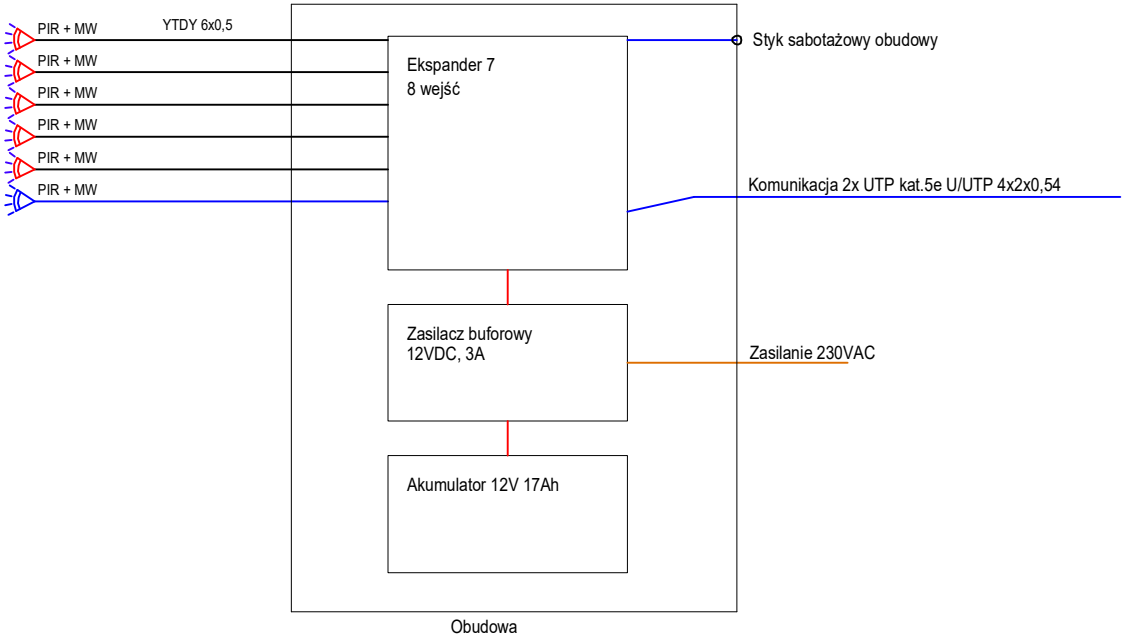 PIR + MW
YTDY 6x0,5
PIR + MW
PIR + MW
PIR + MW
PIR + MW
PIR + MW
Ekspander 7
8 wejść
Styk sabotażowy obudowy
Komunikacja 2x UTP kat.5e U/UTP 4x2x0,54
Zasilacz buforowy
12VDC, 3A
Zasilanie 230VAC
Akumulator 12V 17Ah
Obudowa